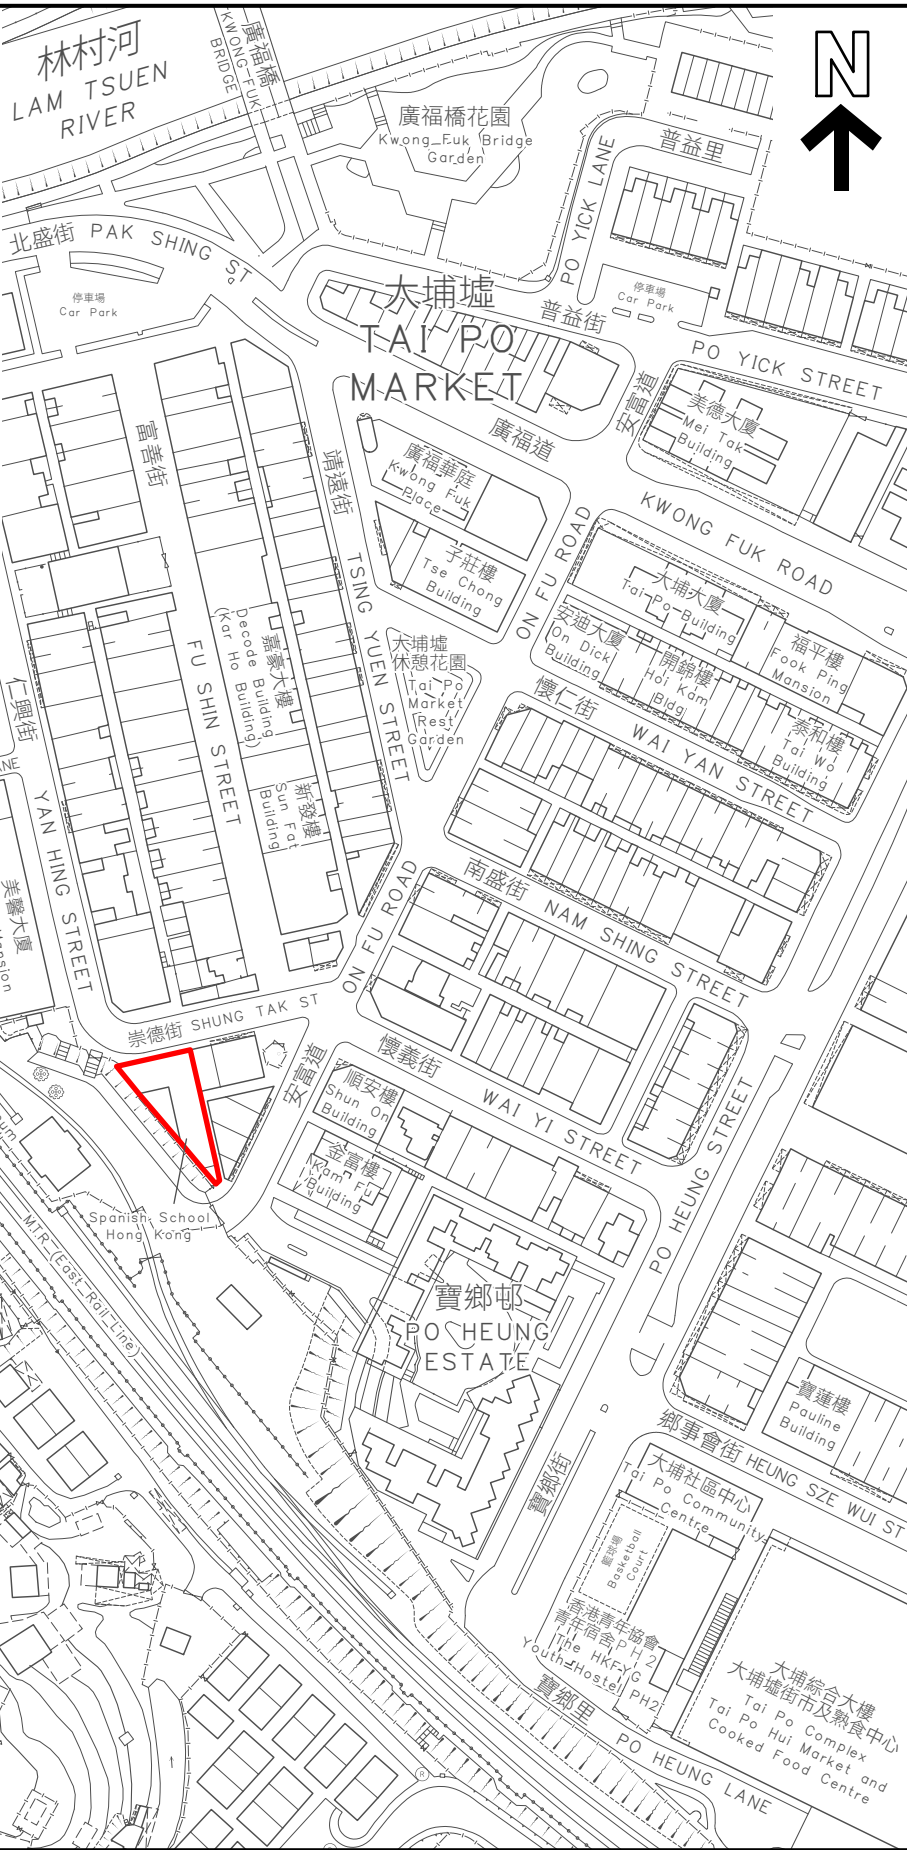 林村河
LAM TSUEN
RIVER
廣福橋
KWONG FUK
BRIDGE
N
廣福橋花園
Kwong Fuk Bridge
Garden
普益里
PO YICK LANE
北盛街 PAK SHING ST
停車場
Car Park
停車場
Car Park
大埔墟
TAI PO
MARKET
普益街
PO YICK STREET
安富道
美德大廈
Mei Tak
Building
廣福道
KWONG FUK ROAD
富善街
FU SHIN STREET
靖遠街
TSING YUEN STREET
廣福華庭
Kwong Fuk
Place
子莊樓
Tse Chong
Building
ON FU ROAD
大埔大廈
Tai Po Building
安迪大廈
On Dick
Building
開錦樓
Hoi Kam
Bldg
福平樓
Fook Ping
Mansion
泰和樓
Tai Wo
Building
嘉豪大樓
Decode Building
(Kar Ho Building)
大埔墟
休憩花園
Tai Po
Market
Rest
Garden
懷仁街
WAI YAN STREET
仁興街
YAN HING STREET
新發樓
Sun Fat
Building
美馨大廈
南盛街
NAM SHING STREET
ON FU ROAD
崇德街 SHUNG TAK ST
安富道
懷義街
WAI YI STREET
順安樓
Shun On
Building
金富樓
Kam Fu
Building
PO HEUNG STREET
Spanish School
Hong Kong
MTR (East Rail Line)
寶鄉邨
PO HEUNG
ESTATE
寶蓮樓
Pauline
Building
鄉事會街 HEUNG SZE WUI ST
寶鄉街
大埔社區中心
Tai Po Community
Centre
籃球場
Basketball
Court
香港青年協會
青年宿舍PH2
The HKFYG
Youth Hostel PH2
寶鄉里
PO HEUNG LANE
大埔綜合大樓
大埔墟街市及熟食中心
Tai Po Complex
Tai Po Hui Market and
Cooked Food Centre
R